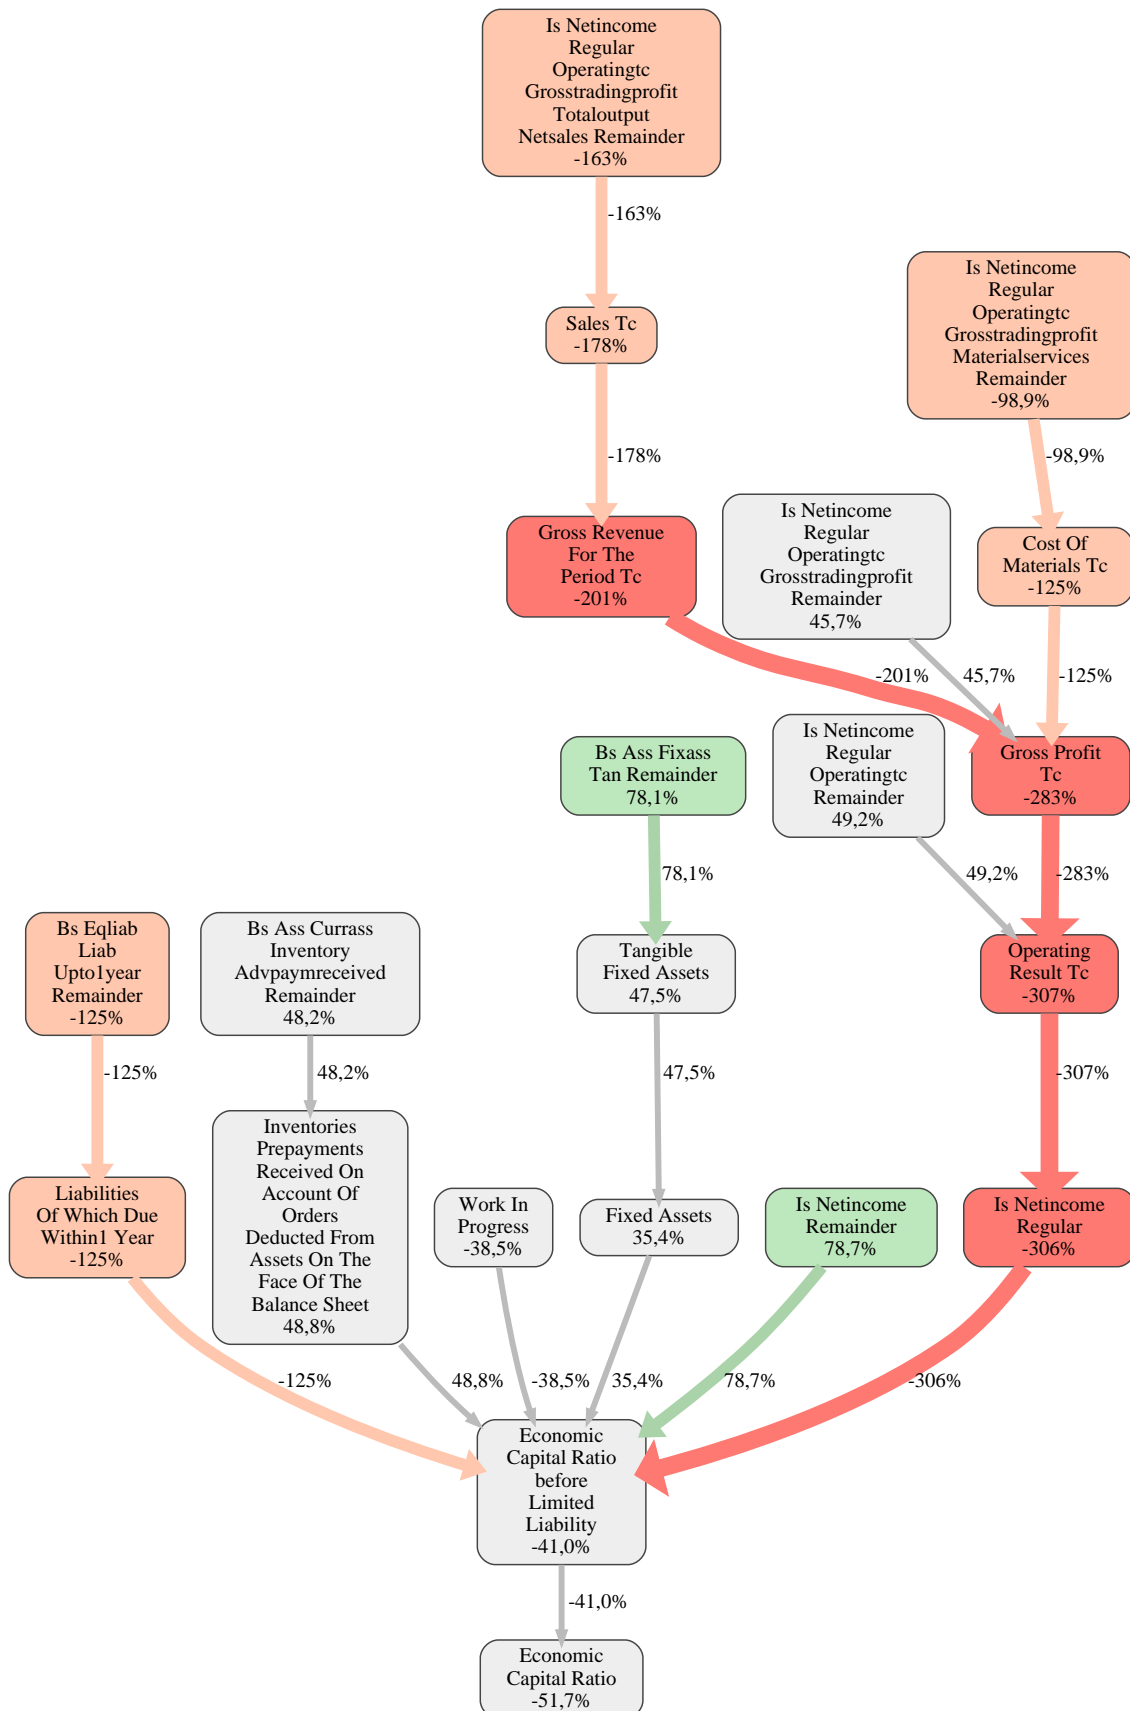 Is Netincome
Regular
Operatingtc
Grosstradingprofit
Totaloutput
Netsales Remainder
-163%
-163%
Is Netincome
Regular
Operatingtc
Grosstradingprofit
Materialservices
Remainder
-98,9%
Sales Tc
-178%
-178%
-98,9%
Gross Revenue
For The
Period Tc
-201%
Is Netincome
Regular
Operatingtc
Grosstradingprofit
Remainder
45,7%
Cost Of
Materials Tc
-125%
-201%
45,7%
-125%
Bs Ass Fixass
Tan Remainder
78,1%
Is Netincome
Regular
Operatingtc
Remainder
49,2%
Gross Profit
Tc
-283%
78,1%
49,2%
-283%
Bs Eqliab
Liab
Upto1year
Remainder
-125%
Bs Ass Currass
Inventory
Advpaymreceived
Remainder
48,2%
Tangible
Fixed Assets
47,5%
Operating
Result Tc
-307%
-125%
48,2%
47,5%
-307%
Liabilities
Of Which Due
Within1 Year
-125%
Inventories
Prepayments
Received On
Account Of
Orders
Deducted From
Assets On The
Face Of The
Balance Sheet
48,8%
Work In
Progress
-38,5%
Fixed Assets
35,4%
Is Netincome
Remainder
78,7%
Is Netincome
Regular
-306%
-125%
48,8%
-38,5%
35,4%
78,7%
-306%
Economic
Capital Ratio
before
Limited
Liability
-41,0%
-41,0%
Economic
Capital Ratio
-51,7%